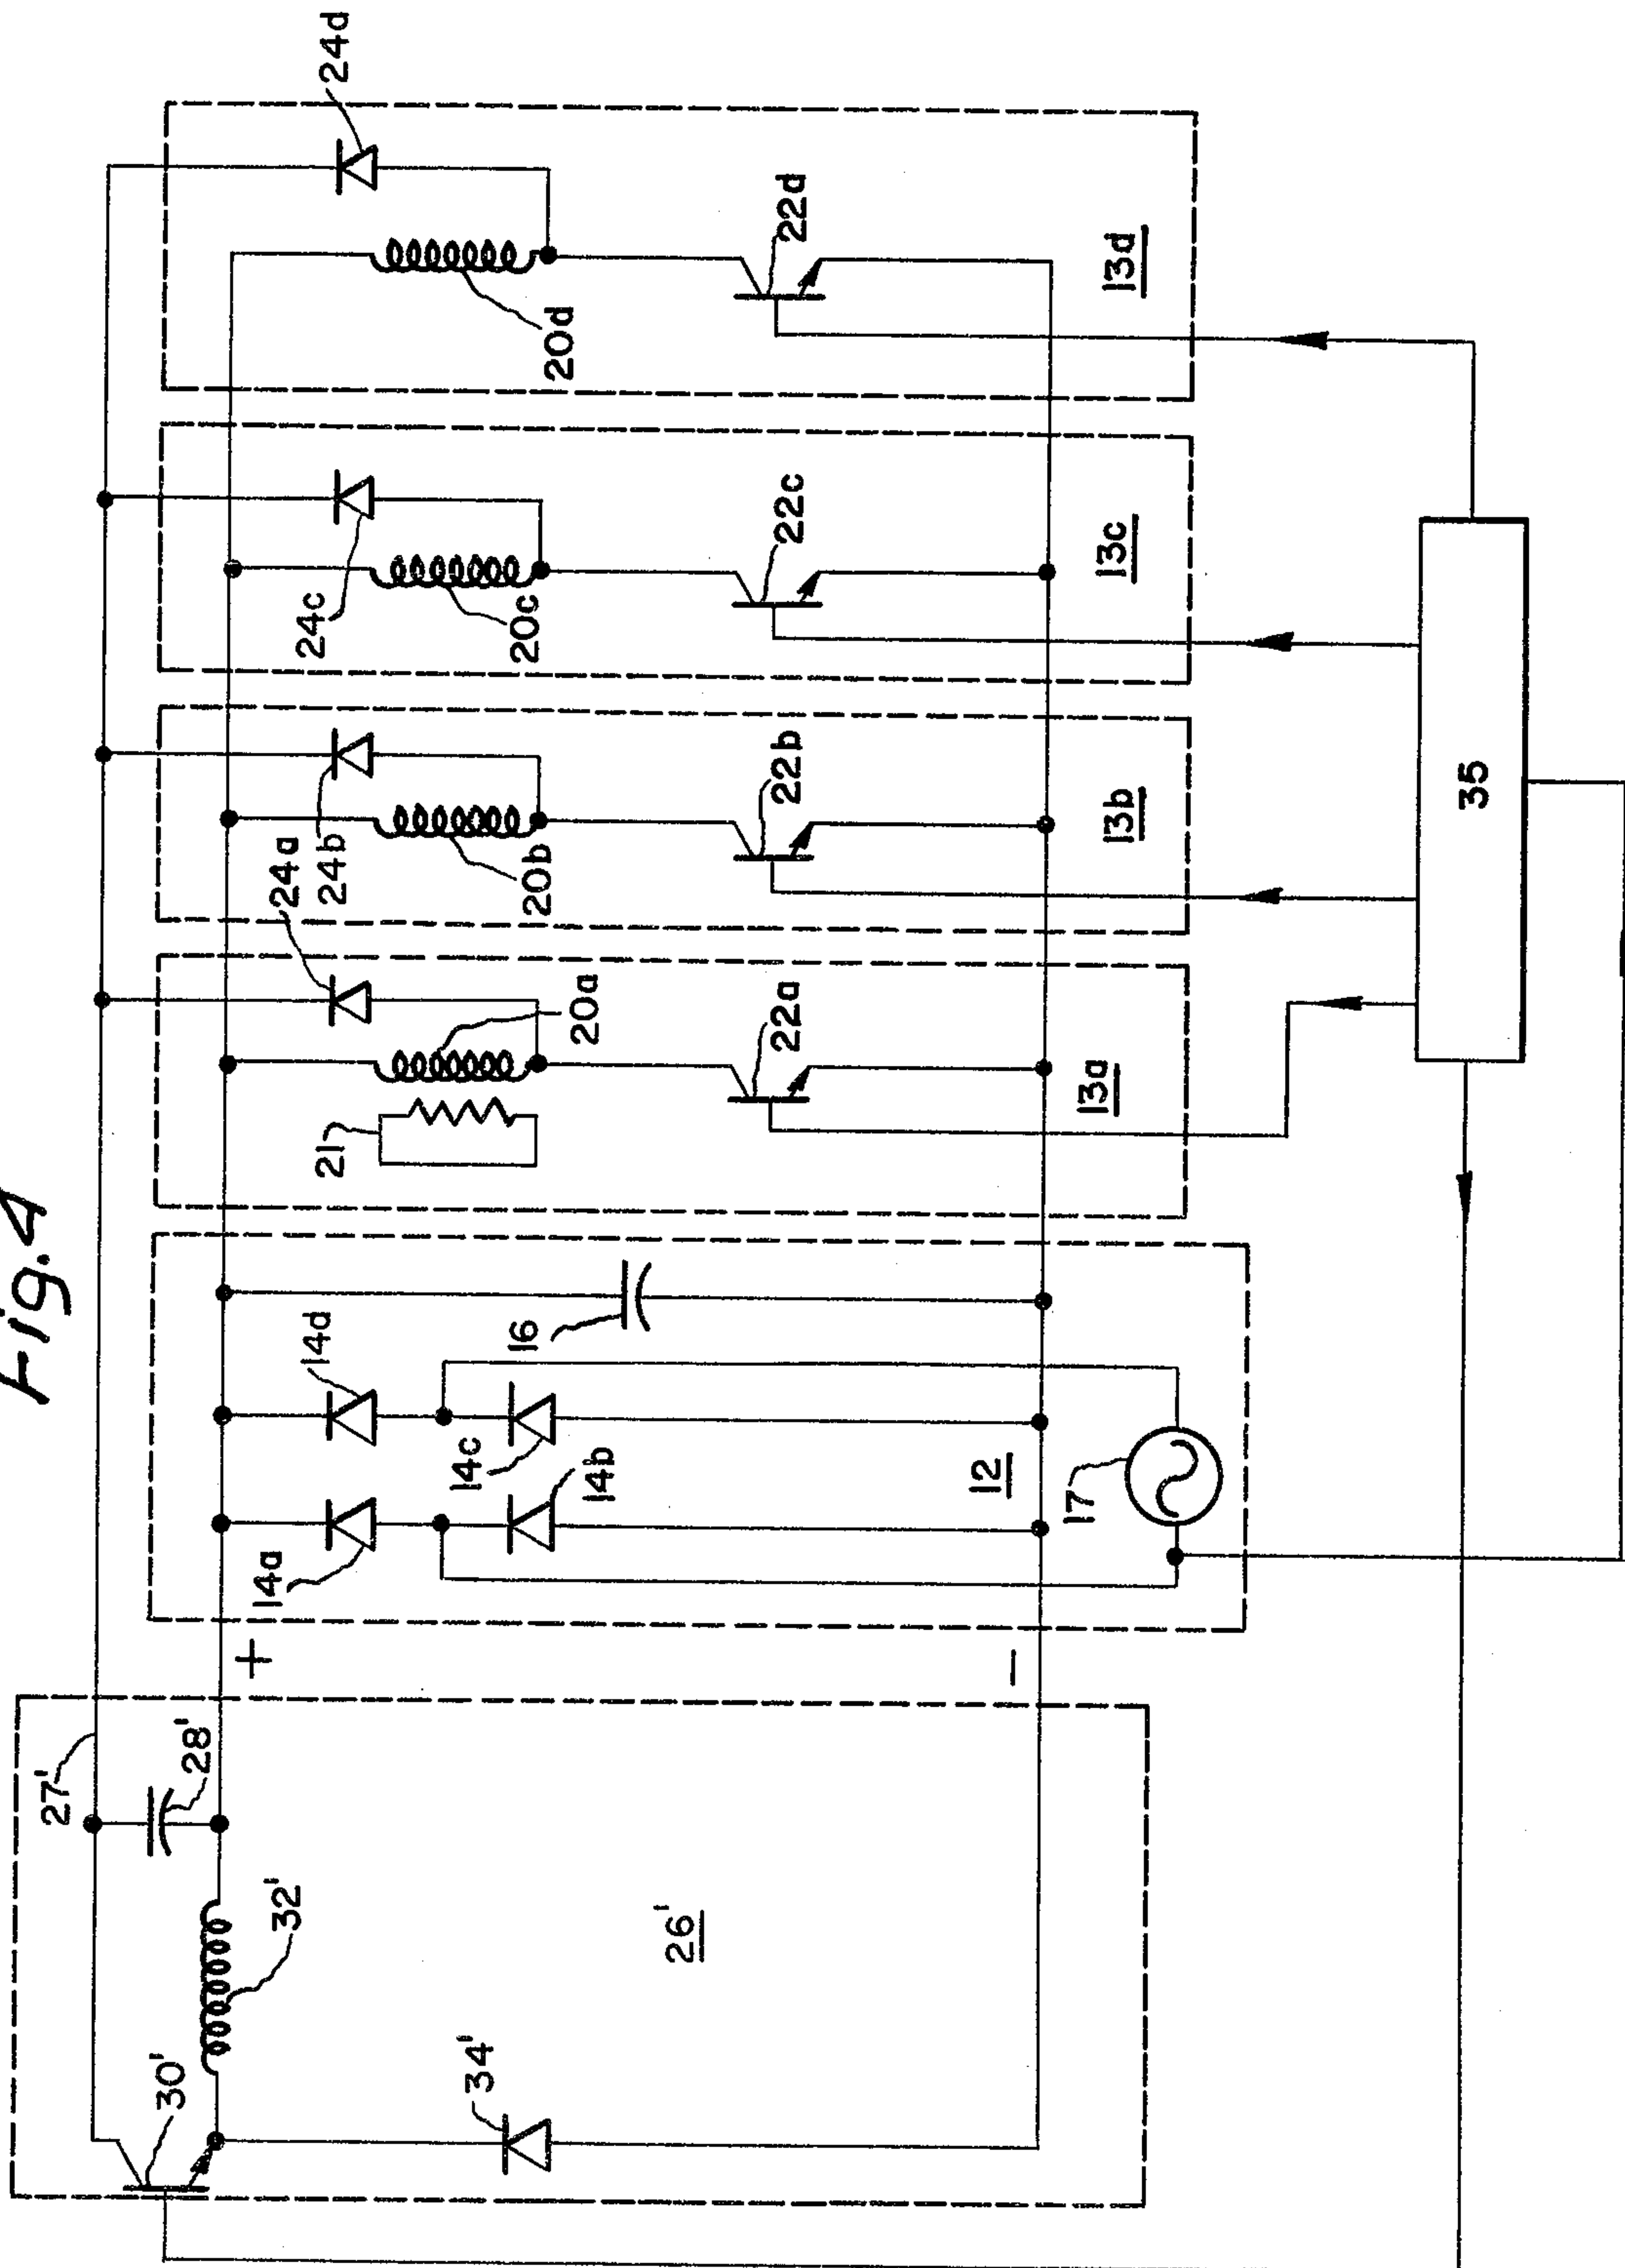 Fig.4
24d
20d
22d
13d
24c
20c
22c
13c
24b
20b
22b
13b
24a
20a
21
22a
13a
35
14d
16
14c
14a
14b
12
17
+
−
27'
28'
32'
26'
30'
34'